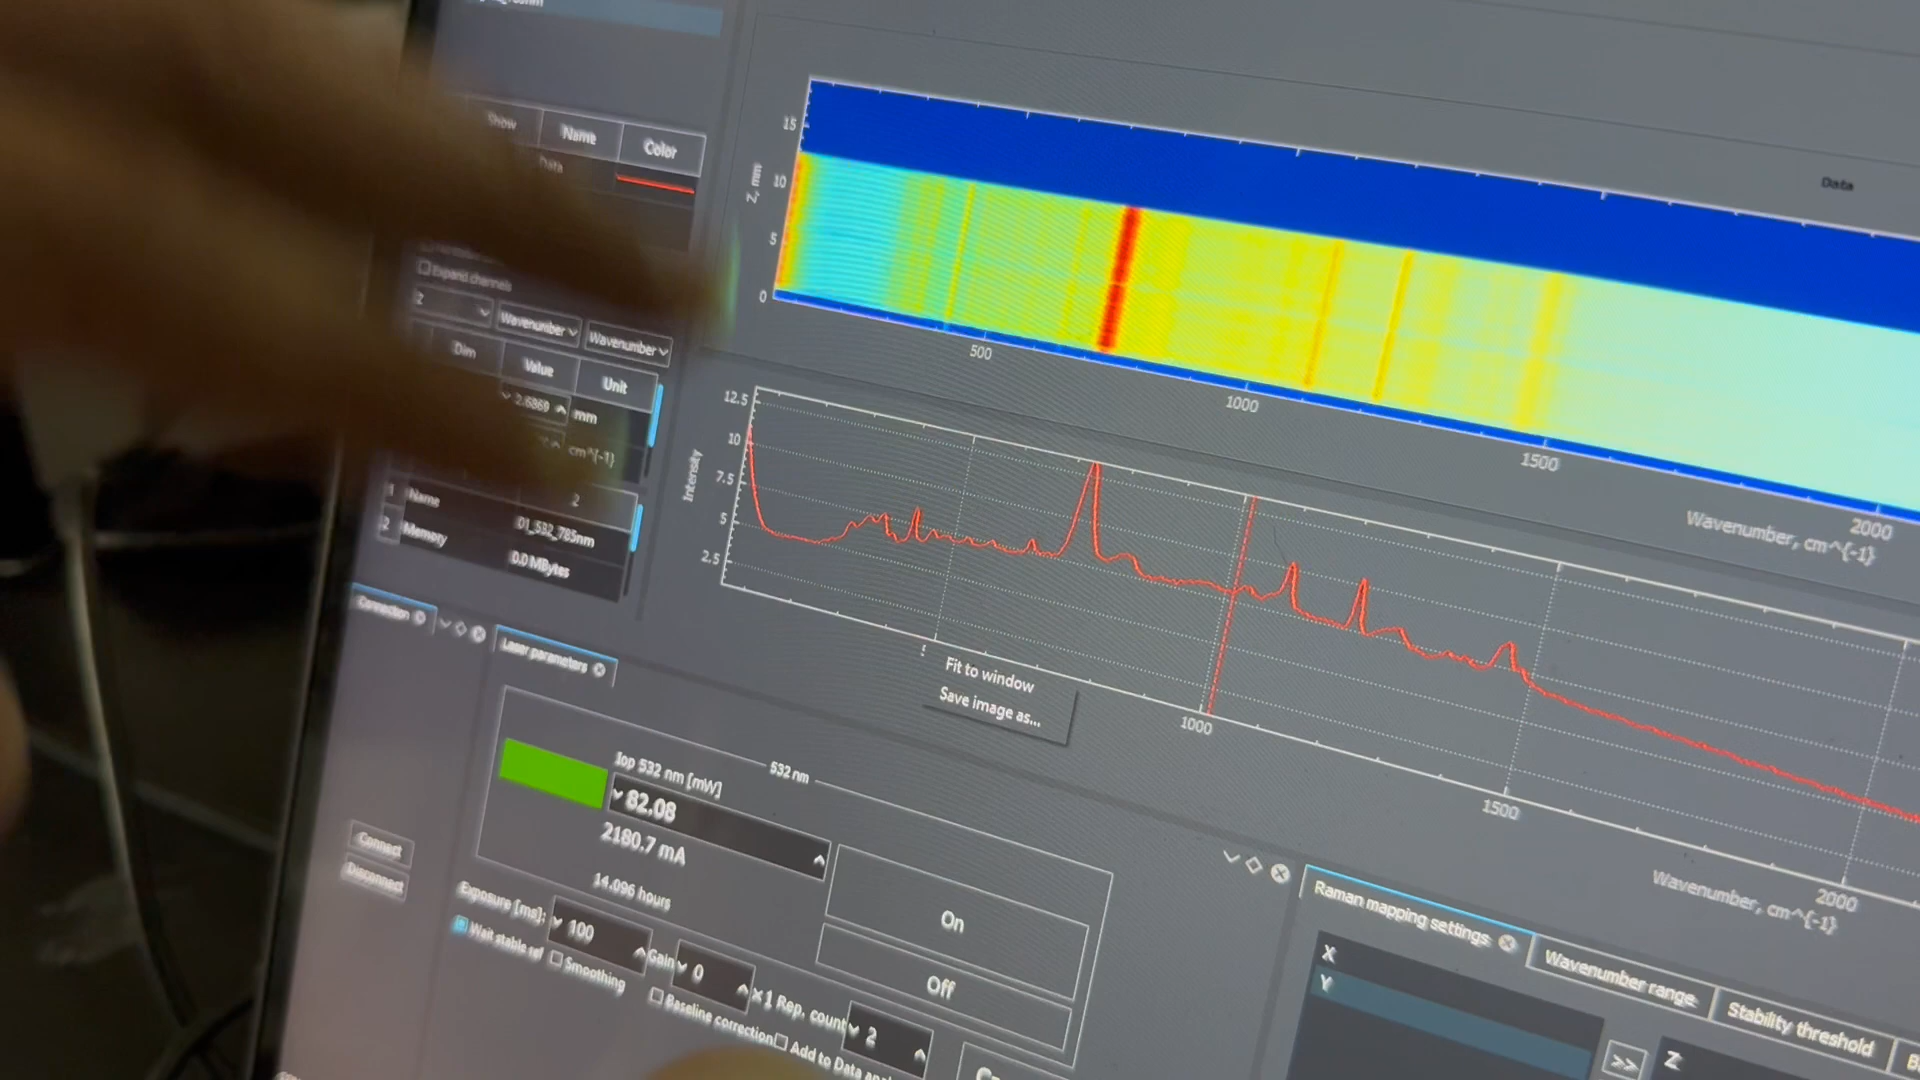 Show Name Color
Data
Expand channels
Z Wavenumber Wavenumber
Dim Value Unit
2.6869 mm
cm^{-1}
2
1 Name DI_532_785nm
2 Memory 0.0 MBytes
Data
15
10
5
0
Z, mm
500 1000 1500 2000
Wavenumber, cm^{-1}
12.5
10
7.5
5
2.5
Intensity
Fit to window
Save image as...
1000 1500 2000
Wavenumber, cm^{-1}
Connection
Laser parameters
532 nm
Iop 532 nm [mW]
82.08
2180.7 mA
14.096 hours
On
Off
Connect
Disconnect
Exposure [ms]: 100 Gain 0 x1 Rep. count 2
Wait stable ref Smoothing Baseline correction Add to Data
Raman mapping settings Wavenumber range Stability threshold
X
Y
>> Z